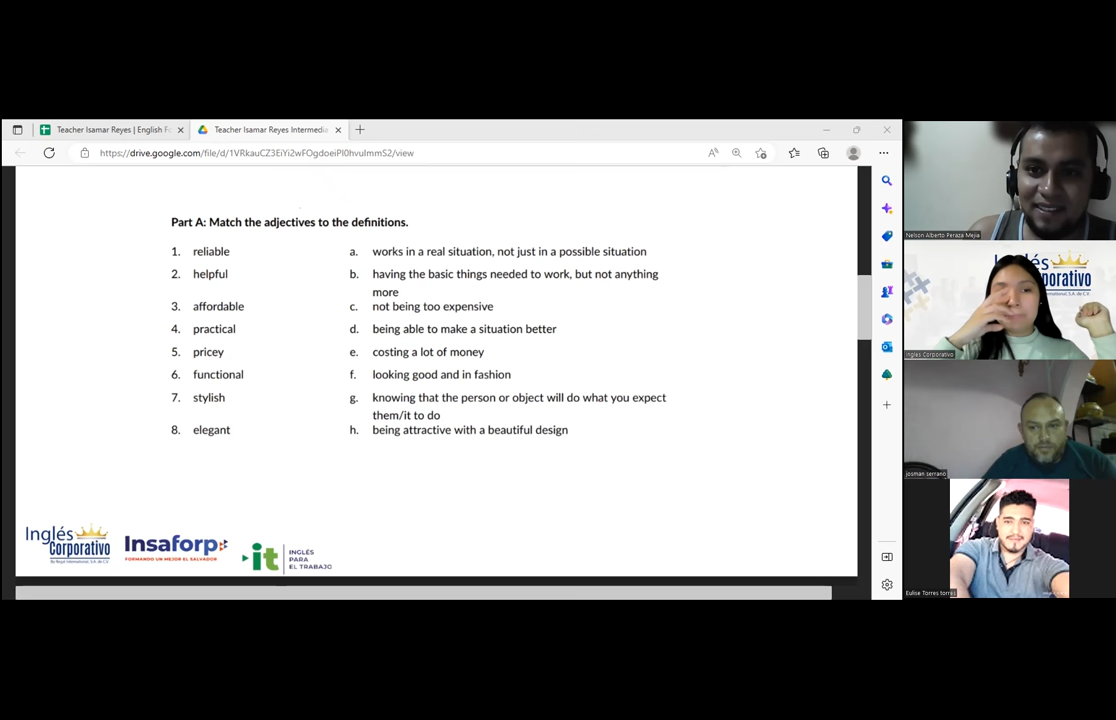 Teacher Isamar Reyes | English Fo
Teacher Isamar Reyes Intermedia
https://drive.google.com/file/d/1VRkauCZ3EiYi2wFOgdoeiPl0hvuImmS2/view
Part A: Match the adjectives to the definitions.
1. reliable
a. works in a real situation, not just in a possible situation
2. helpful
b. having the basic things needed to work, but not anything
more
3. affordable
c. not being too expensive
4. practical
d. being able to make a situation better
5. pricey
e. costing a lot of money
6. functional
f. looking good and in fashion
7. stylish
g. knowing that the person or object will do what you expect
them/it to do
8. elegant
h. being attractive with a beautiful design
Inglés
Corporativo
Insaforp
FORMANDO UN MEJOR EL SALVADOR
it
INGLÉS
PARA
EL TRABAJO
Nelson Alberto Peraza Mejia
Inglés Corporativo
josman serrano
Eulise Torres torres